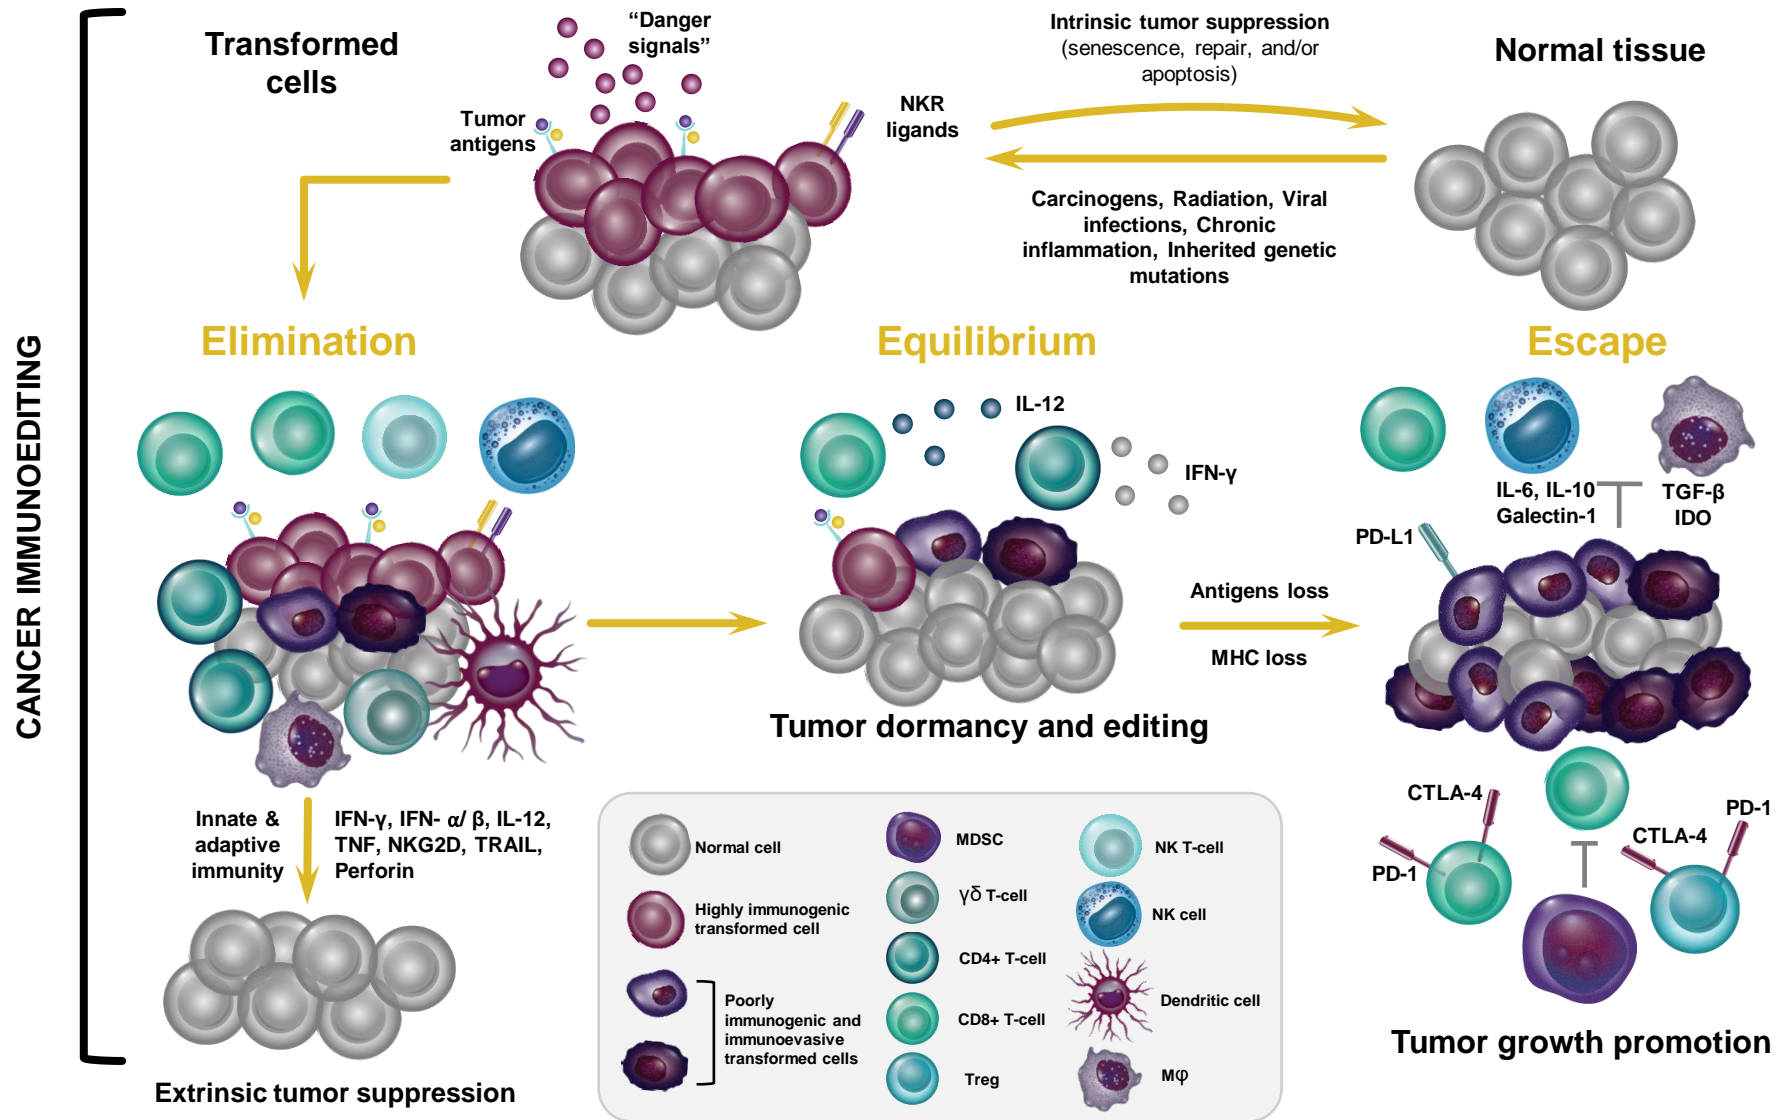 CANCER IMMUNOEDITING
Transformed
cells
“Danger
signals”
Tumor
antigens
NKR
ligands
Intrinsic tumor suppression
(senescence, repair, and/or
apoptosis)
Normal tissue
Carcinogens, Radiation, Viral
infections, Chronic
inflammation, Inherited genetic
mutations
Elimination
Equilibrium
Escape
IL-12
IFN-γ
IL-6, IL-10
Galectin-1
TGF-β
IDO
PD-L1
Antigens loss
MHC loss
Tumor dormancy and editing
Innate &
adaptive
immunity
IFN-γ, IFN- α/ β, IL-12,
TNF, NKG2D, TRAIL,
Perforin
Extrinsic tumor suppression
Normal cell
Highly immunogenic
transformed cell
Poorly
immunogenic and
immunoevasive
transformed cells
MDSC
γδ T-cell
CD4+ T-cell
CD8+ T-cell
Treg
NK T-cell
NK cell
Dendritic cell
Mφ
CTLA-4
PD-1
CTLA-4
PD-1
Tumor growth promotion